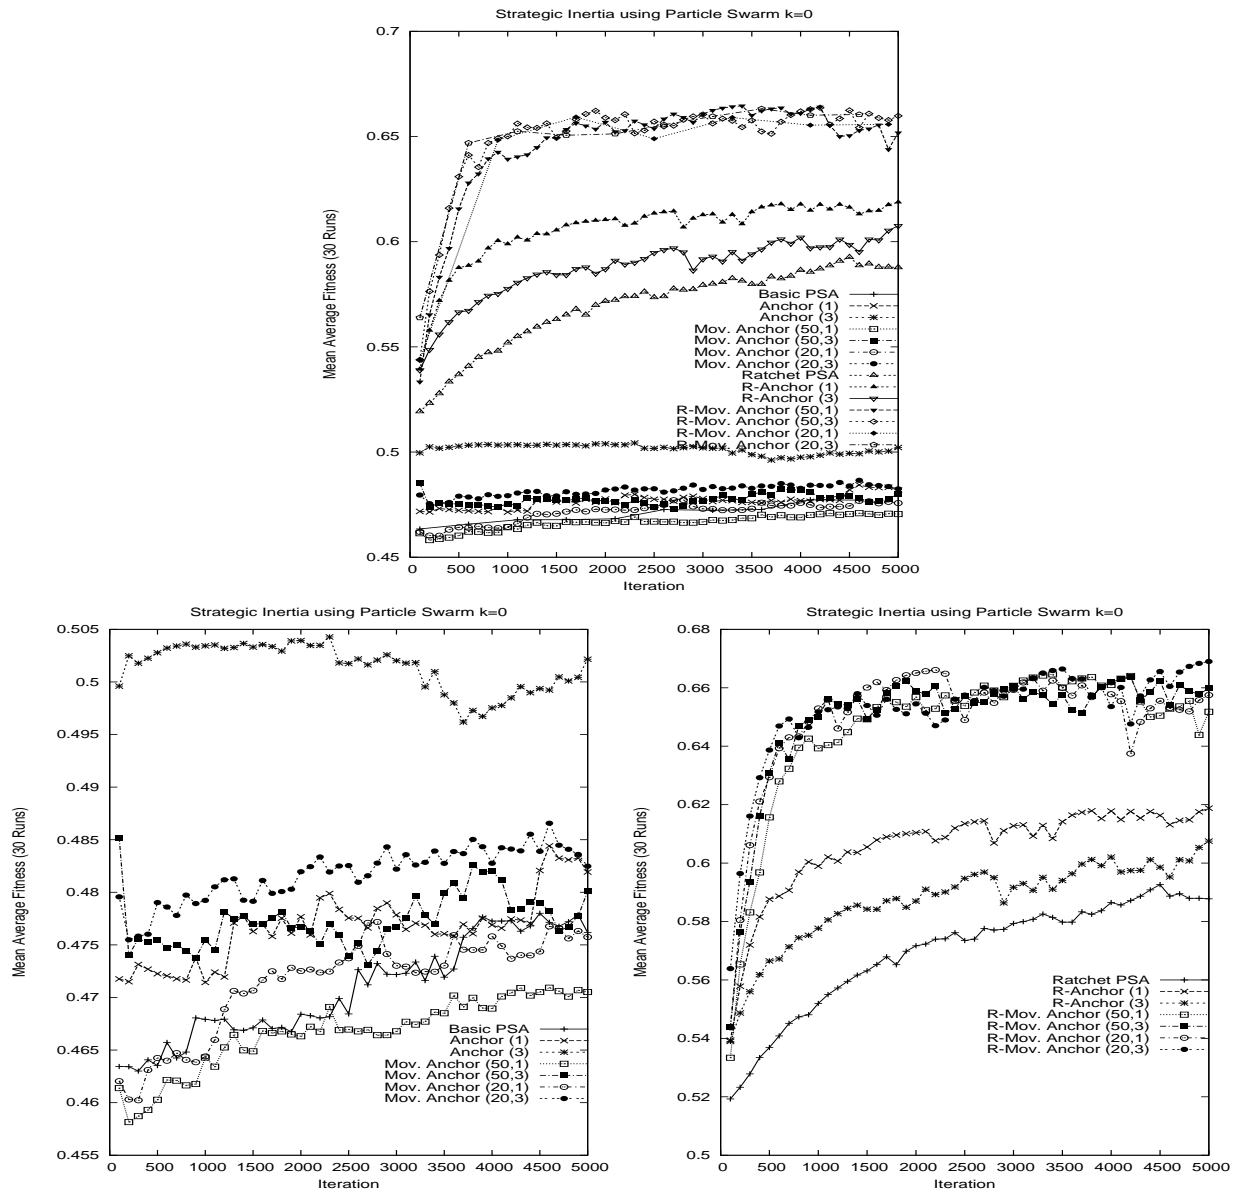 Strategic Inertia using Particle Swarm k=0
0.7
0.65
0.6
0.55
0.5
0.45
Mean Average Fitness (30 Runs)
Basic PSA
Anchor (1)
Anchor (3)
Mov. Anchor (50,1)
Mov. Anchor (50,3)
Mov. Anchor (20,1)
Mov. Anchor (20,3)
Ratchet PSA
R-Anchor (1)
R-Anchor (3)
R-Mov. Anchor (50,1)
R-Mov. Anchor (50,3)
R-Mov. Anchor (20,1)
R-Mov. Anchor (20,3)
0 500 1000 1500 2000 2500 3000 3500 4000 4500 5000
Iteration
Strategic Inertia using Particle Swarm k=0
0.505
0.5
0.495
0.49
0.485
0.48
0.475
0.47
0.465
0.46
0.455
Mean Average Fitness (30 Runs)
Basic PSA
Anchor (1)
Anchor (3)
Mov. Anchor (50,1)
Mov. Anchor (50,3)
Mov. Anchor (20,1)
Mov. Anchor (20,3)
0 500 1000 1500 2000 2500 3000 3500 4000 4500 5000
Iteration
Strategic Inertia using Particle Swarm k=0
0.68
0.66
0.64
0.62
0.6
0.58
0.56
0.54
0.52
0.5
Mean Average Fitness (30 Runs)
Ratchet PSA
R-Anchor (1)
R-Anchor (3)
R-Mov. Anchor (50,1)
R-Mov. Anchor (50,3)
R-Mov. Anchor (20,1)
R-Mov. Anchor (20,3)
0 500 1000 1500 2000 2500 3000 3500 4000 4500 5000
Iteration